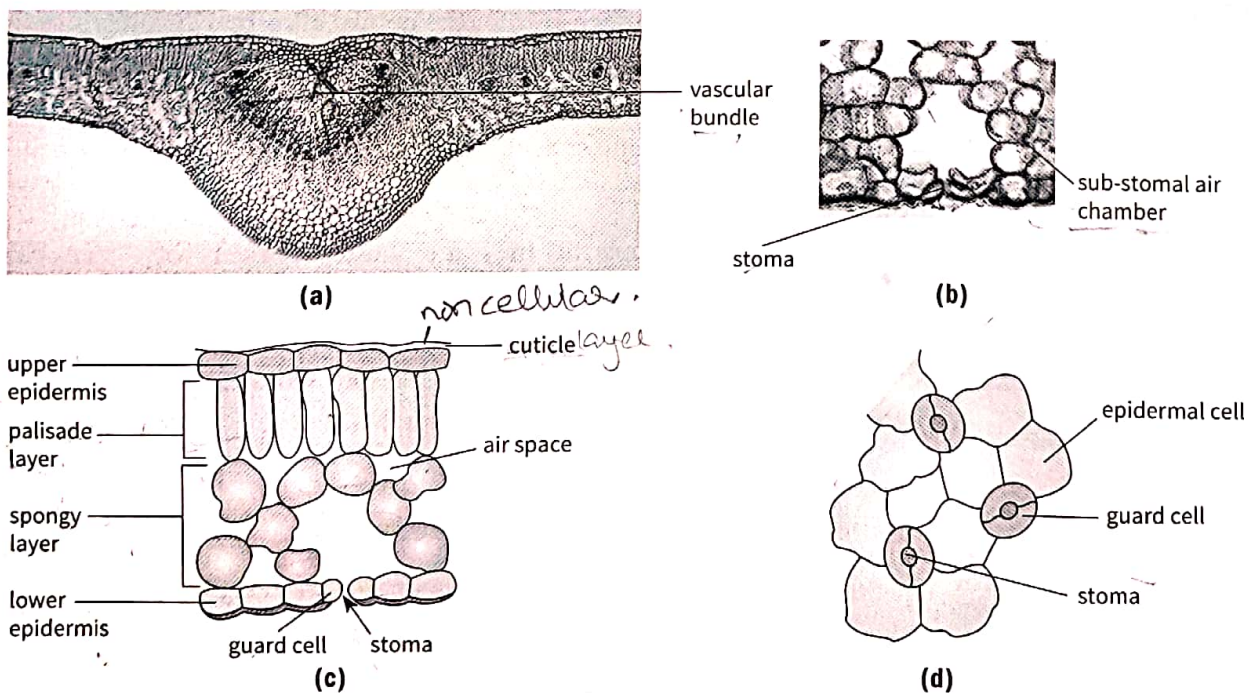 vascular
bundle
sub-stomal air
chamber
stoma
(a)
(b)
non cellular.
cuticle layer.
upper
epidermis
palisade
layer
air space
spongy
layer
lower
epidermis
guard cell
stoma
(c)
epidermal cell
guard cell
stoma
(d)